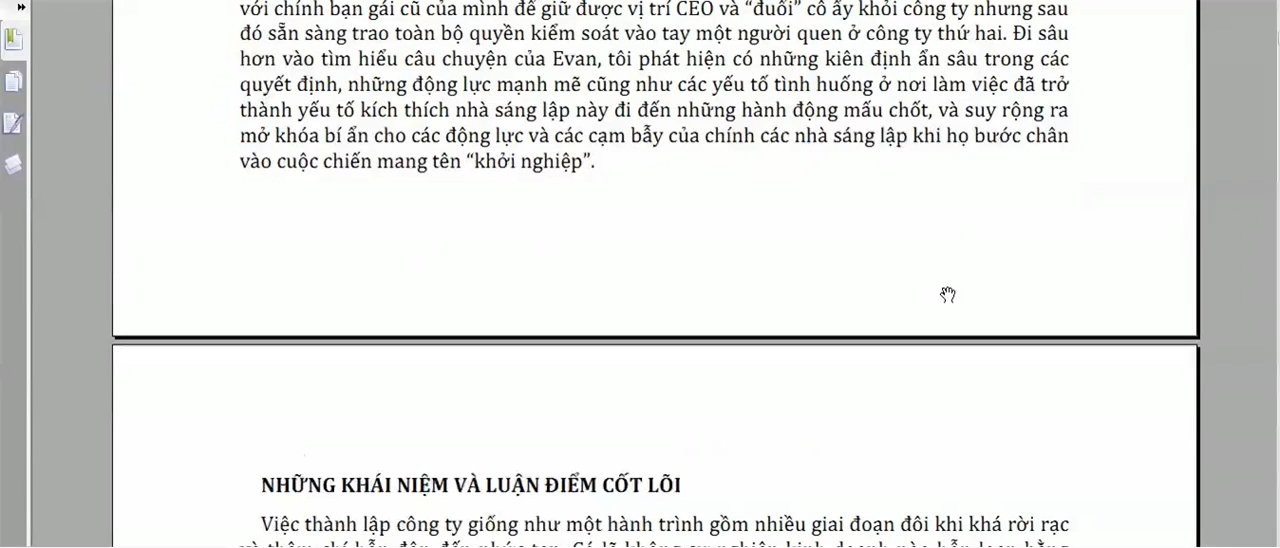 với chính bạn gái cũ của mình để giữ được vị trí CEO và “đuổi” cô ấy khỏi công ty nhưng sau
đó sẵn sàng trao toàn bộ quyền kiểm soát vào tay một người quen ở công ty thứ hai. Đi sâu
hơn vào tìm hiểu câu chuyện của Evan, tôi phát hiện có những kiên định ẩn sâu trong các
quyết định, những động lực mạnh mẽ cũng như các yếu tố tình huống ở nơi làm việc đã trở
thành yếu tố kích thích nhà sáng lập này đi đến những hành động mấu chốt, và suy rộng ra
mở khóa bí ẩn cho các động lực và các cạm bẫy của chính các nhà sáng lập khi họ bước chân
vào cuộc chiến mang tên “khởi nghiệp”.
NHỮNG KHÁI NIỆM VÀ LUẬN ĐIỂM CỐT LÕI
Việc thành lập công ty giống như một hành trình gồm nhiều giai đoạn đôi khi khá rời rạc